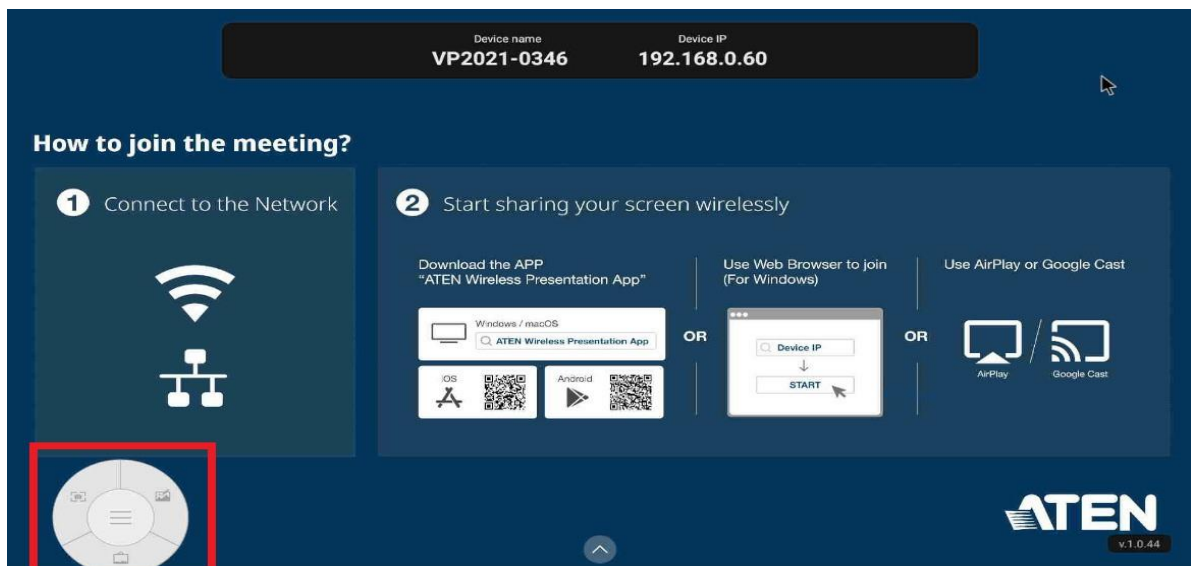 Device name
VP2021-0346
Device IP
192.168.0.60
How to join the meeting?
1 Connect to the Network
2 Start sharing your screen wirelessly
Download the APP
"ATEN Wireless Presentation App"
Windows / macOS
ATEN Wireless Presentation App
iOS
Android
OR
Use Web Browser to join
(For Windows)
Device IP
START
OR
Use AirPlay or Google Cast
AirPlay
Google Cast
ATEN
v.1.0.44